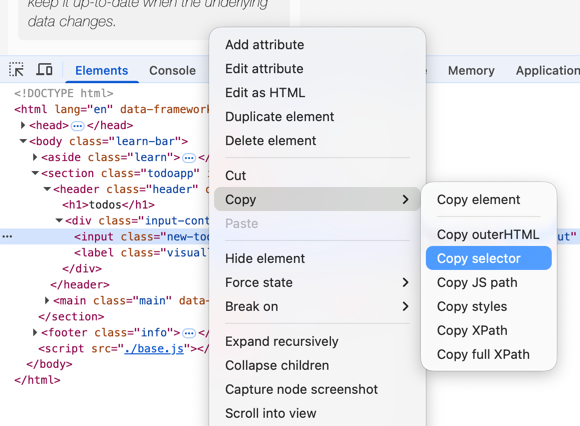 keep it up-to-date when the underlying
data changes.
Elements
Console
Memory
Application
<!DOCTYPE html>
<html lang="en" data-framework
<head> ... </head>
<body class="learn-bar">
<aside class="learn"> ... </
<section class="todoapp"
<header class="header" d
<h1>todos</h1>
<div class="input-cont
... <input class="new-to ut"
<label class="visual
</div>
</header>
<main class="main" data-
</section>
<footer class="info"> ... </
<script src="./base.js"></
</body>
</html>
Add attribute
Edit attribute
Edit as HTML
Duplicate element
Delete element
Cut
Copy
Paste
Hide element
Force state
Break on
Expand recursively
Collapse children
Capture node screenshot
Scroll into view
Copy element
Copy outerHTML
Copy selector
Copy JS path
Copy styles
Copy XPath
Copy full XPath